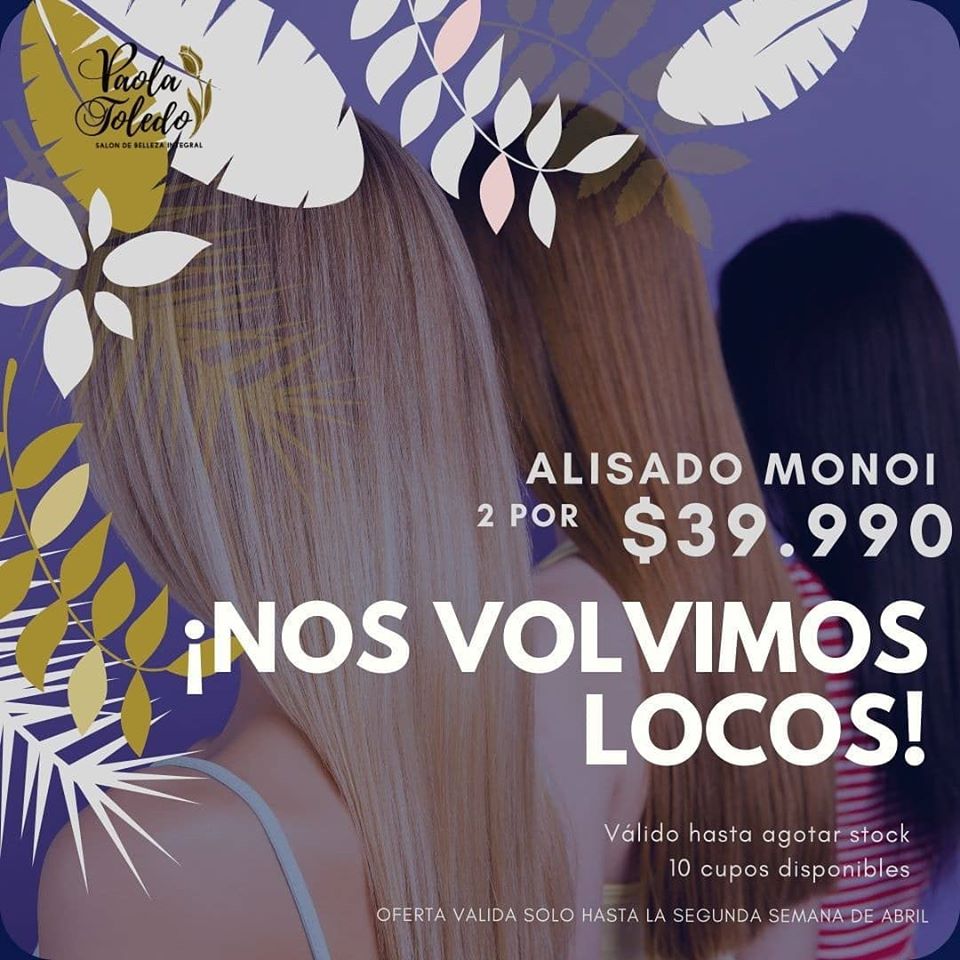 Paola
Toledo
SALON DE BELLEZA INTEGRAL
ALISADO MONOI
2 POR $39.990
¡NOS VOLVIMOS
LOCOS!
Válido hasta agotar stock
10 cupos disponibles
OFERTA VALIDA SOLO HASTA LA SEGUNDA SEMANA DE ABRIL